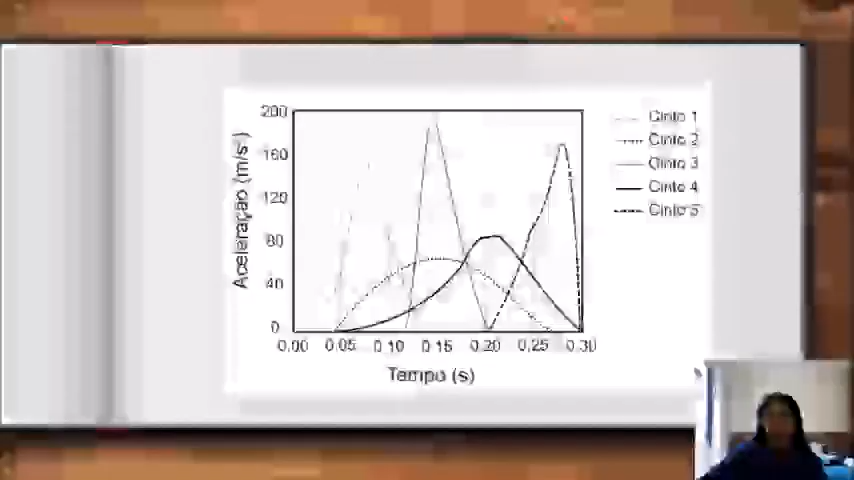 200
160
120
80
40
0
Aceleração (m/s²)
0.00 0.05 0.10 0.15 0.20 0.25 0.30
Tempo (s)
Cinto 1
Cinto 2
Cinto 3
Cinto 4
Cinto 5